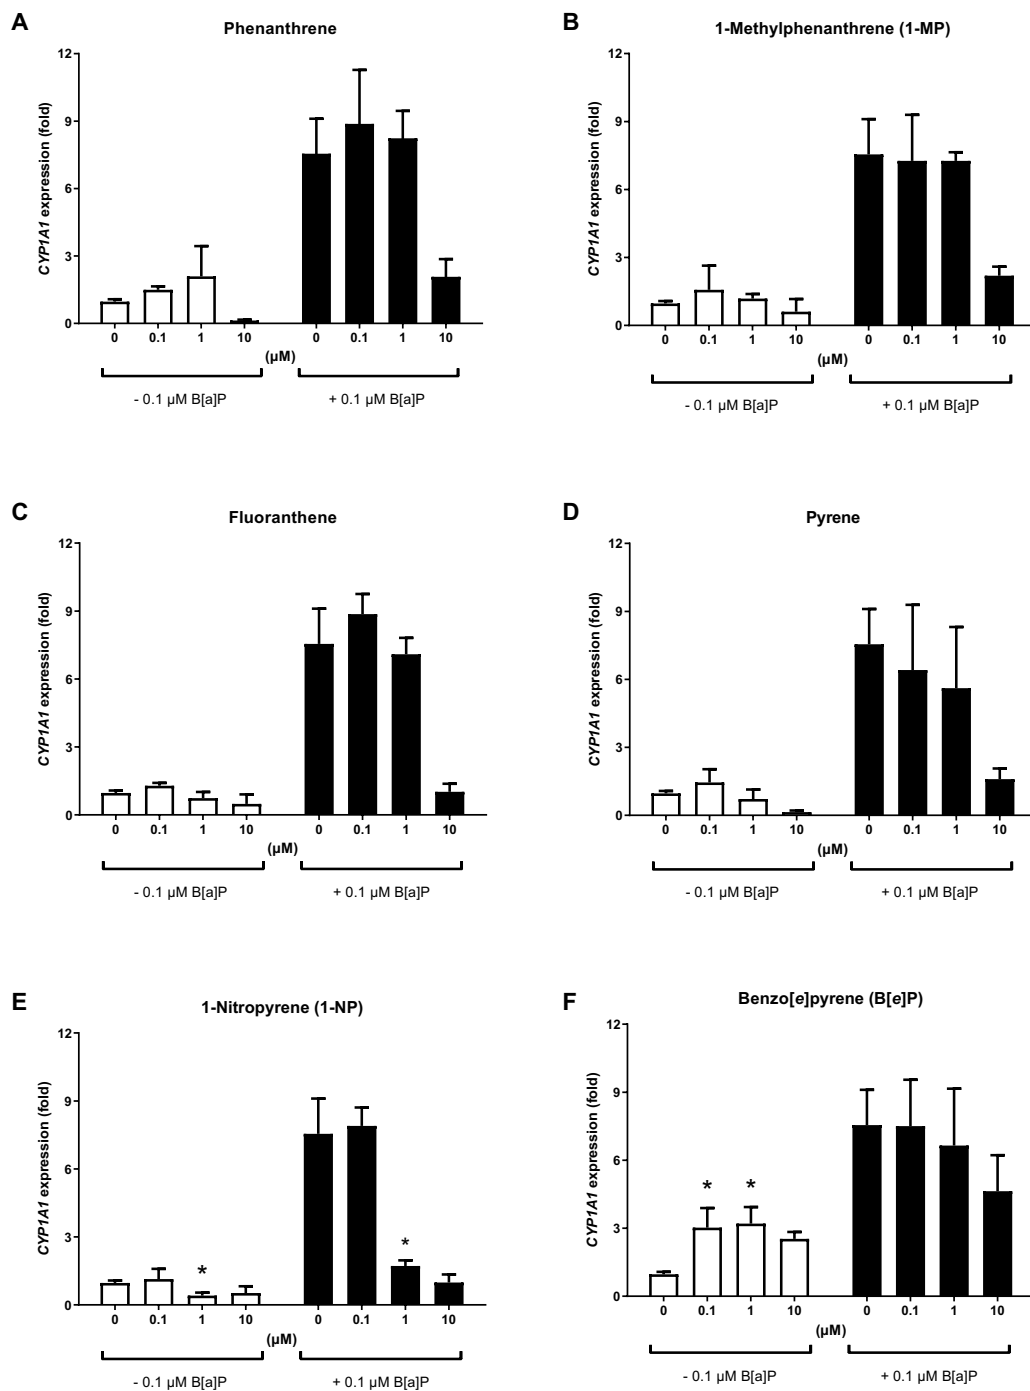 A
Phenanthrene
CYP1A1 expression (fold)
12
9
6
3
0
0 0.1 1 10 0 0.1 1 10
(µM)
- 0.1 µM B[a]P + 0.1 µM B[a]P
B
1-Methylphenanthrene (1-MP)
CYP1A1 expression (fold)
12
9
6
3
0
0 0.1 1 10 0 0.1 1 10
(µM)
- 0.1 µM B[a]P + 0.1 µM B[a]P
C
Fluoranthene
CYP1A1 expression (fold)
12
9
6
3
0
0 0.1 1 10 0 0.1 1 10
(µM)
- 0.1 µM B[a]P + 0.1 µM B[a]P
D
Pyrene
CYP1A1 expression (fold)
12
9
6
3
0
0 0.1 1 10 0 0.1 1 10
(µM)
- 0.1 µM B[a]P + 0.1 µM B[a]P
E
1-Nitropyrene (1-NP)
CYP1A1 expression (fold)
12
9
6
3
0
* *
0 0.1 1 10 0 0.1 1 10
(µM)
- 0.1 µM B[a]P + 0.1 µM B[a]P
F
Benzo[e]pyrene (B[e]P)
CYP1A1 expression (fold)
12
9
6
3
0
* *
0 0.1 1 10 0 0.1 1 10
(µM)
- 0.1 µM B[a]P + 0.1 µM B[a]P